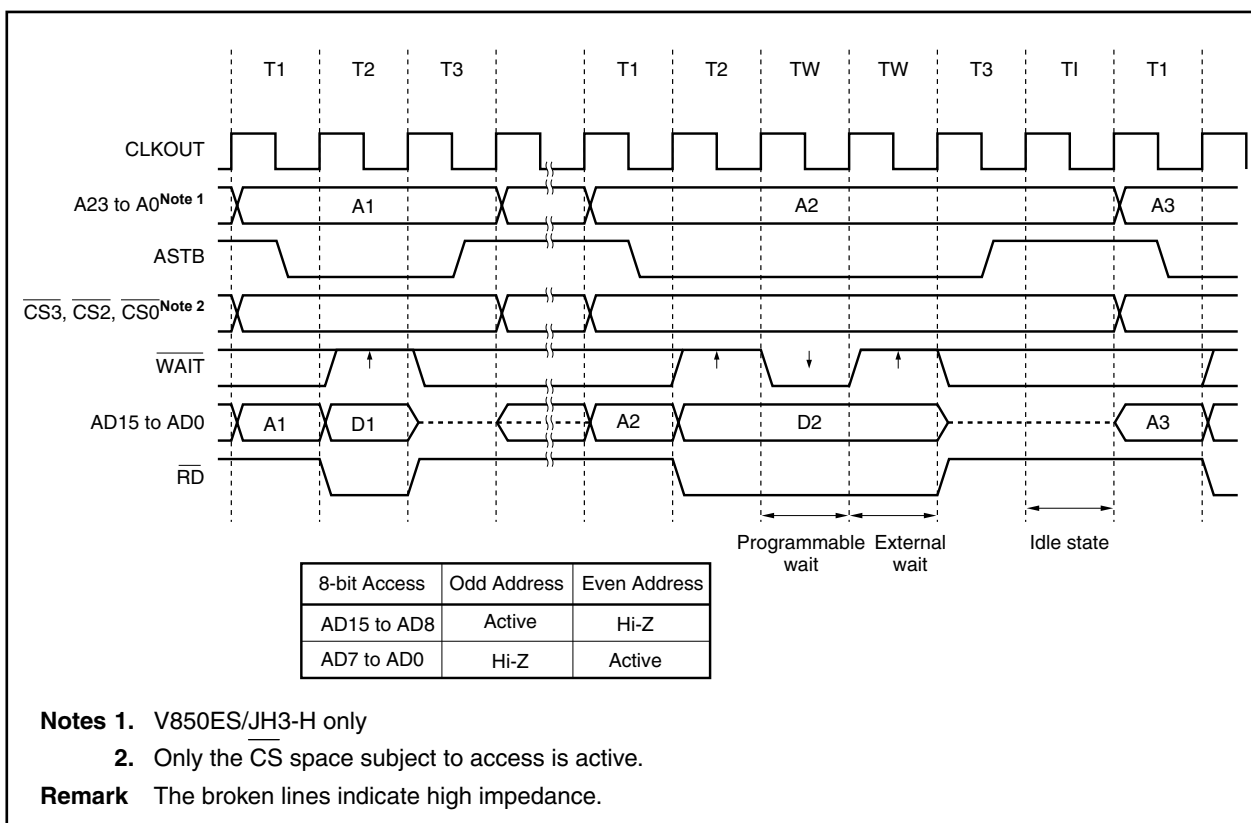 T1 T2 T3 T1 T2 TW TW T3 TI T1
CLKOUT
A23 to A0Note 1 A1 A2 A3
ASTB
CS3, CS2, CS0Note 2
WAIT
AD15 to AD0 A1 D1 A2 D2 A3
RD
Programmable wait External wait Idle state
8-bit Access Odd Address Even Address
AD15 to AD8 Active Hi-Z
AD7 to AD0 Hi-Z Active
Notes 1. V850ES/JH3-H only
2. Only the CS space subject to access is active.
Remark The broken lines indicate high impedance.